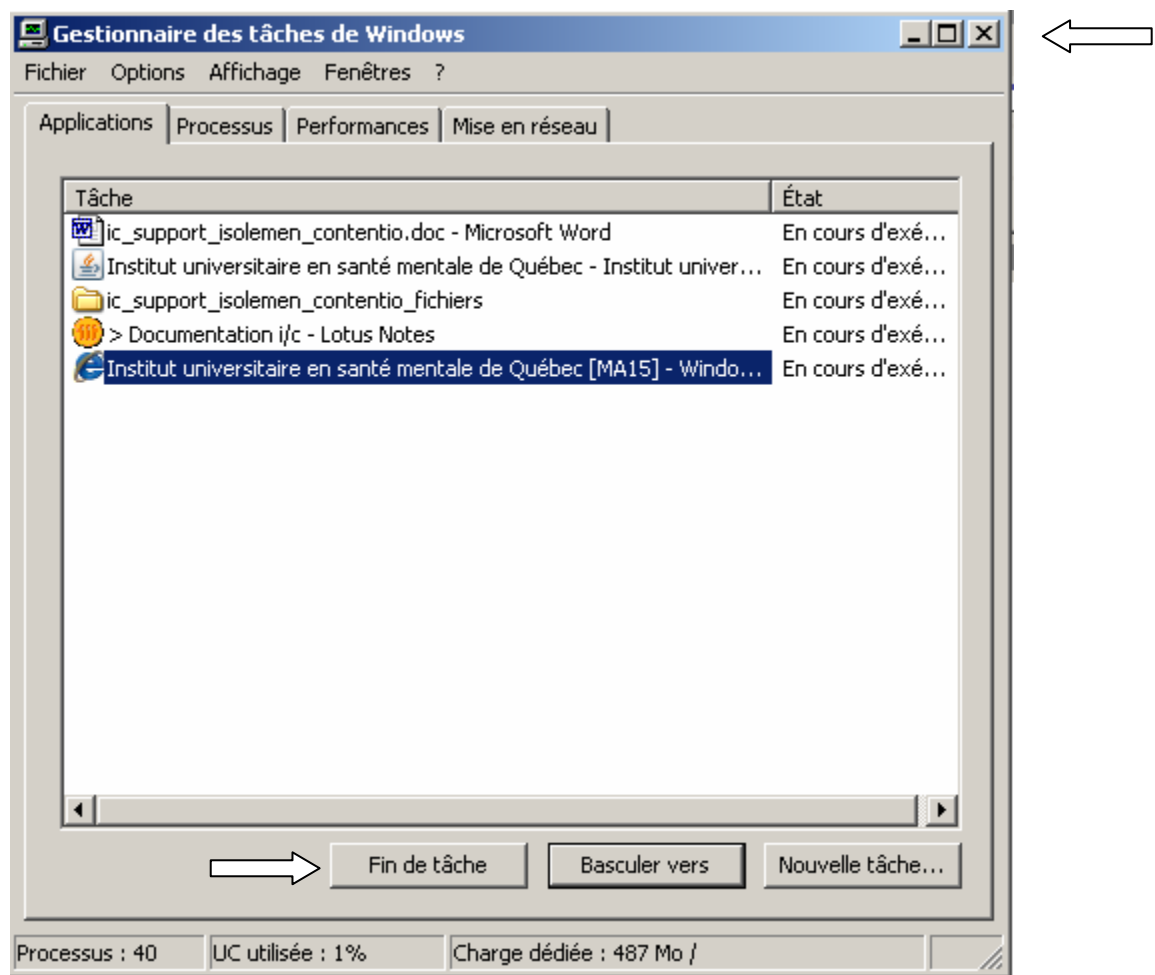 Gestionnaire des tâches de Windows
Fichier Options Affichage Fenêtres ?
Applications Processus Performances Mise en réseau
Tâche État
ic_support_isolemen_contentio.doc - Microsoft Word En cours d'exé...
Institut universitaire en santé mentale de Québec - Institut univer... En cours d'exé...
ic_support_isolemen_contentio_fichiers En cours d'exé...
> Documentation i/c - Lotus Notes En cours d'exé...
Institut universitaire en santé mentale de Québec [MA15] - Windo... En cours d'exé...
Fin de tâche Basculer vers Nouvelle tâche...
Processus : 40 UC utilisée : 1% Charge dédiée : 487 Mo /